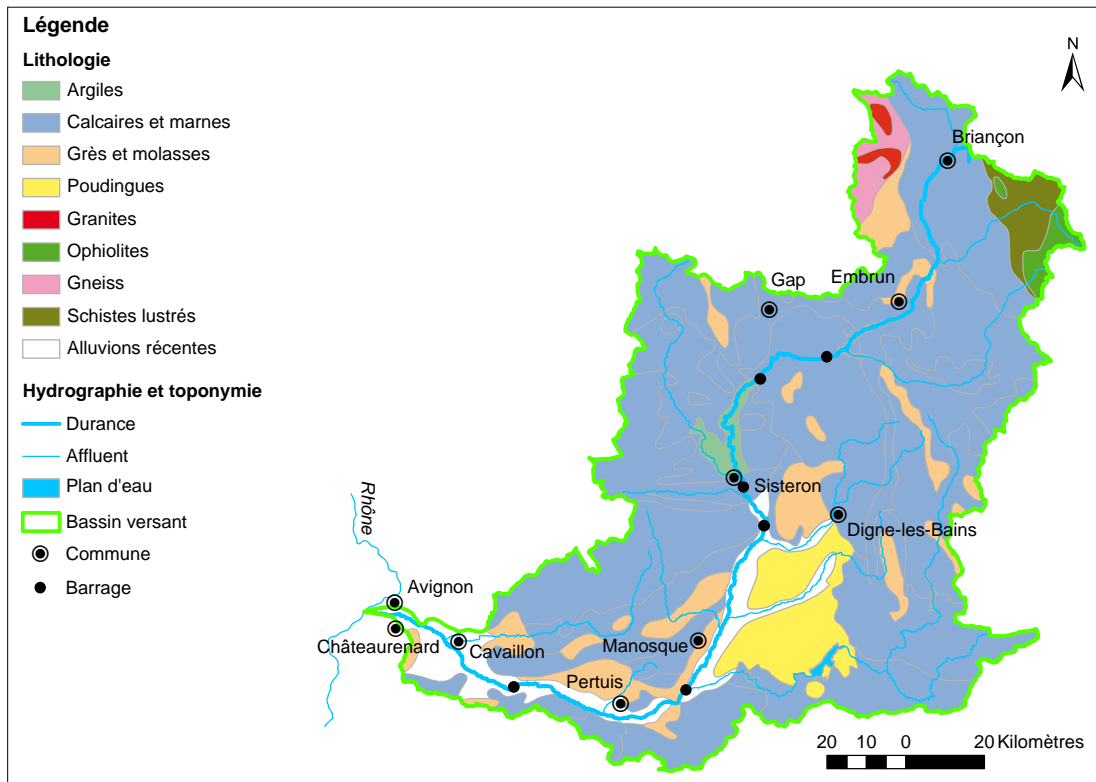 Légende
Lithologie
Argiles
Calcaires et marnes
Grès et molasses
Poudingues
Granites
Ophiolites
Gneiss
Schistes lustrés
Alluvions récentes
Hydrographie et toponymie
Durance
Affluent
Plan d'eau
Bassin versant
Commune
Barrage
N
Briançon
Embrun
Gap
Sisteron
Digne-les-Bains
Rhône
Avignon
Châteaurenard
Cavaillon
Manosque
Pertuis
20 10 0 20 Kilomètres